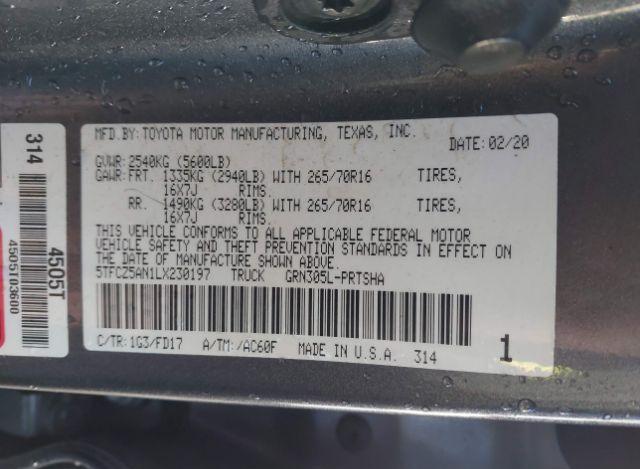 314
4505T
4505T03600
MFD.BY:TOYOTA MOTOR MANUFACTURING, TEXAS, INC.
DATE:02/20
GVWR:2540KG (5600LB)
GAWR:FRT. 1335KG (2940LB) WITH 265/70R16 TIRES,
16X7J RIMS.
RR. 1490KG (3280LB) WITH 265/70R16 TIRES,
16X7J RIMS.
THIS VEHICLE CONFORMS TO ALL APPLICABLE FEDERAL MOTOR
VEHICLE SAFETY AND THEFT PREVENTION STANDARDS IN EFFECT ON
THE DATE OF MANUFACTURE SHOWN ABOVE.
5TFCZ5AN1LX230197 TRUCK GRN305L-PRTSHA
C/TR:1G3/FD17 A/TM:/AC60F MADE IN U.S.A. 314
1